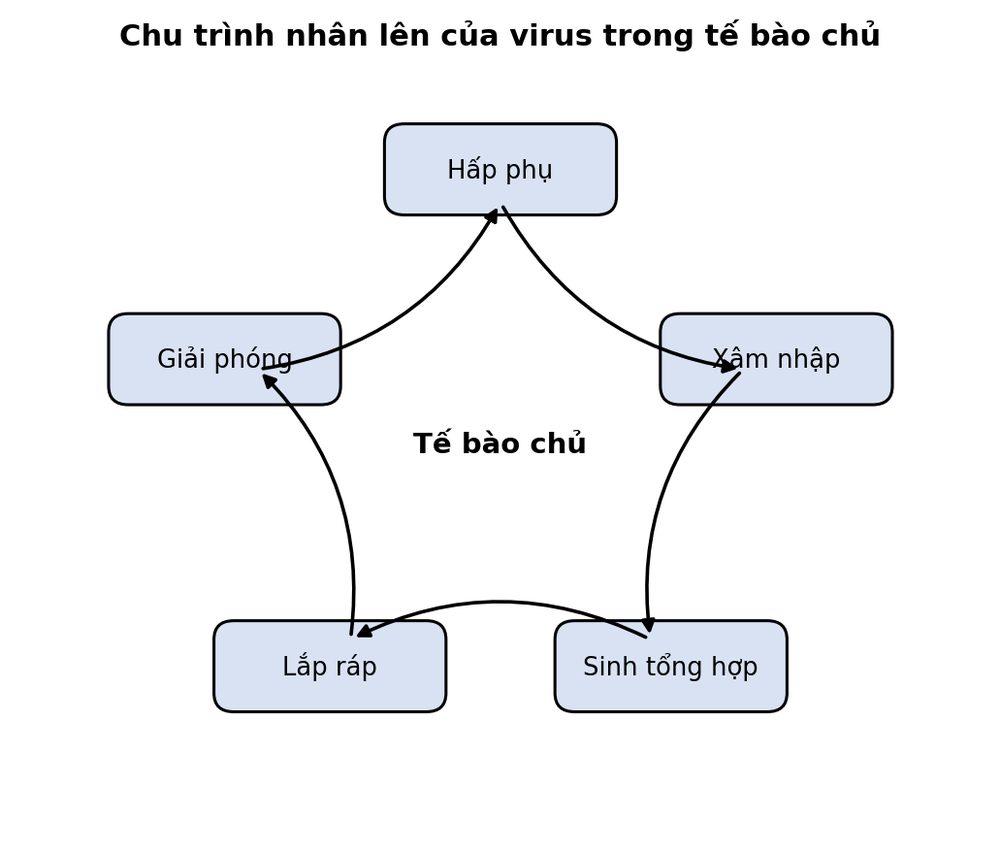 Chu trình nhân lên của virus trong tế bào chủ
Hấp phụ
Giải phóng
Xâm nhập
Tế bào chủ
Lắp ráp
Sinh tổng hợp